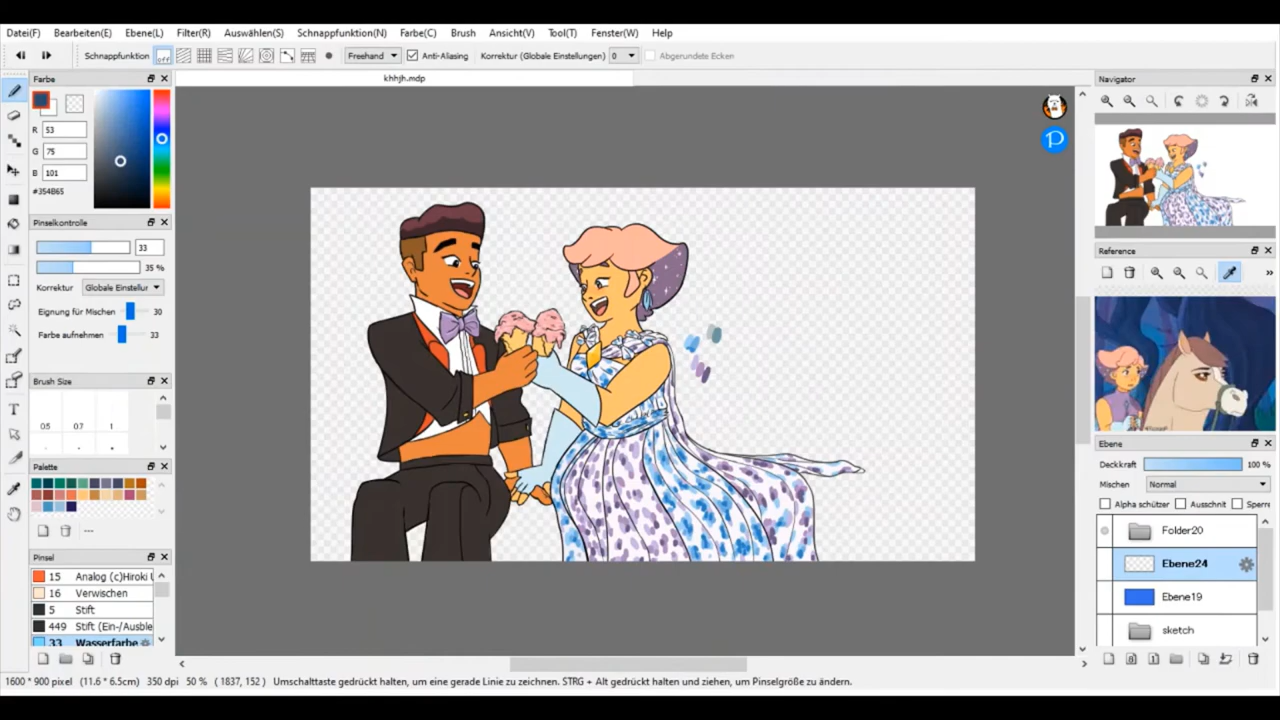 Datei(F) Bearbeiten(E) Ebene(L) Filter(R) Auswählen(S) Schnappfunktion(N) Farbe(C) Brush Ansicht(V) Tool(T) Fenster(W) Help
Schnappfunktion off Freehand Anti-Aliasing Korrektur (Globale Einstellungen) 0 Abgerundete Ecken
Farbe
khhjh.mdp
R 53
G 75
B 101
#354B65
Pinselkontrolle
33
35 %
Korrektur Globale Einstellur
Eignung für Mischen 30
Farbe aufnehmen 33
Brush Size
05 07 1
Palette
---
Pinsel
15 Analog (c)Hiroki
16 Verwischen
5 Stift
449 Stift (Ein-/Ausble
33 Wasserfarbe
Navigator
Reference
Ebene
Deckkraft 100 %
Mischen Normal
Alpha schützer Ausschnit Sperre
Folder20
Ebene24
Ebene19
sketch
1600 * 900 pixel (11.6 * 6.5cm) 350 dpi 50 % ( 1837, 152 ) Umschalttaste gedrückt halten, um eine gerade Linie zu zeichnen. STRG + Alt gedrückt halten und ziehen, um Pinselgröße zu ändern.